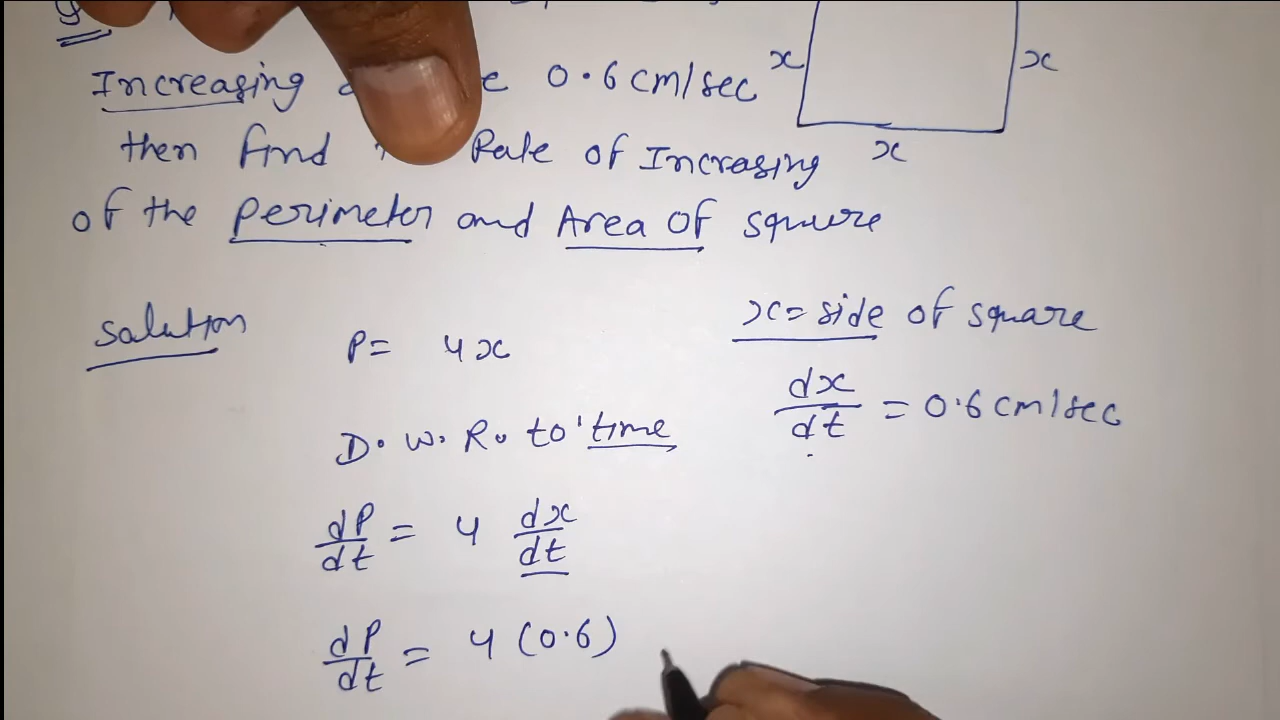 Increasing 0.6 cm/sec
x
x
then find Rate of Increasing
x
of the perimeter and Area of square
Solution
x = side of square
P = 4x
dx/dt = 0.6 cm/sec
D. W. R. to 'time
dP/dt = 4 dx/dt
dP/dt = 4 (0.6)